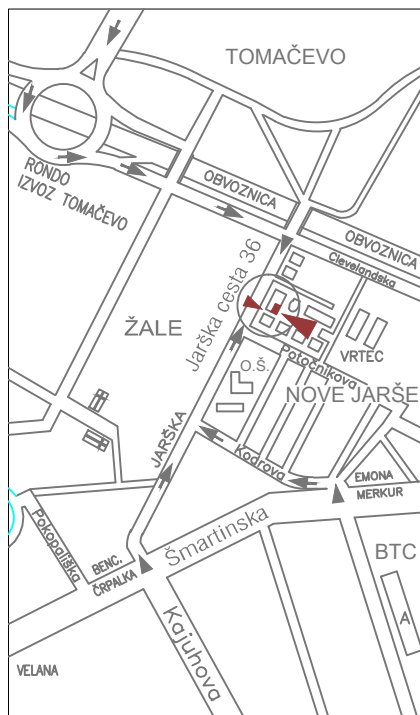 TOMAČEVO
RONDO
IZVOZ TOMAČEVO
OBVOZNICA
OBVOZNICA
Clevelandska
Jarška cesta 36
ŽALE
Potočnikova
VRTEC
O.Š.
NOVE JARŠE
JARŠKA
Kodrova
EMONA
MERKUR
Šmartinska
Pokopališka
BENC.
ČRPALKA
BTC
A
Kajuhova
VELANA